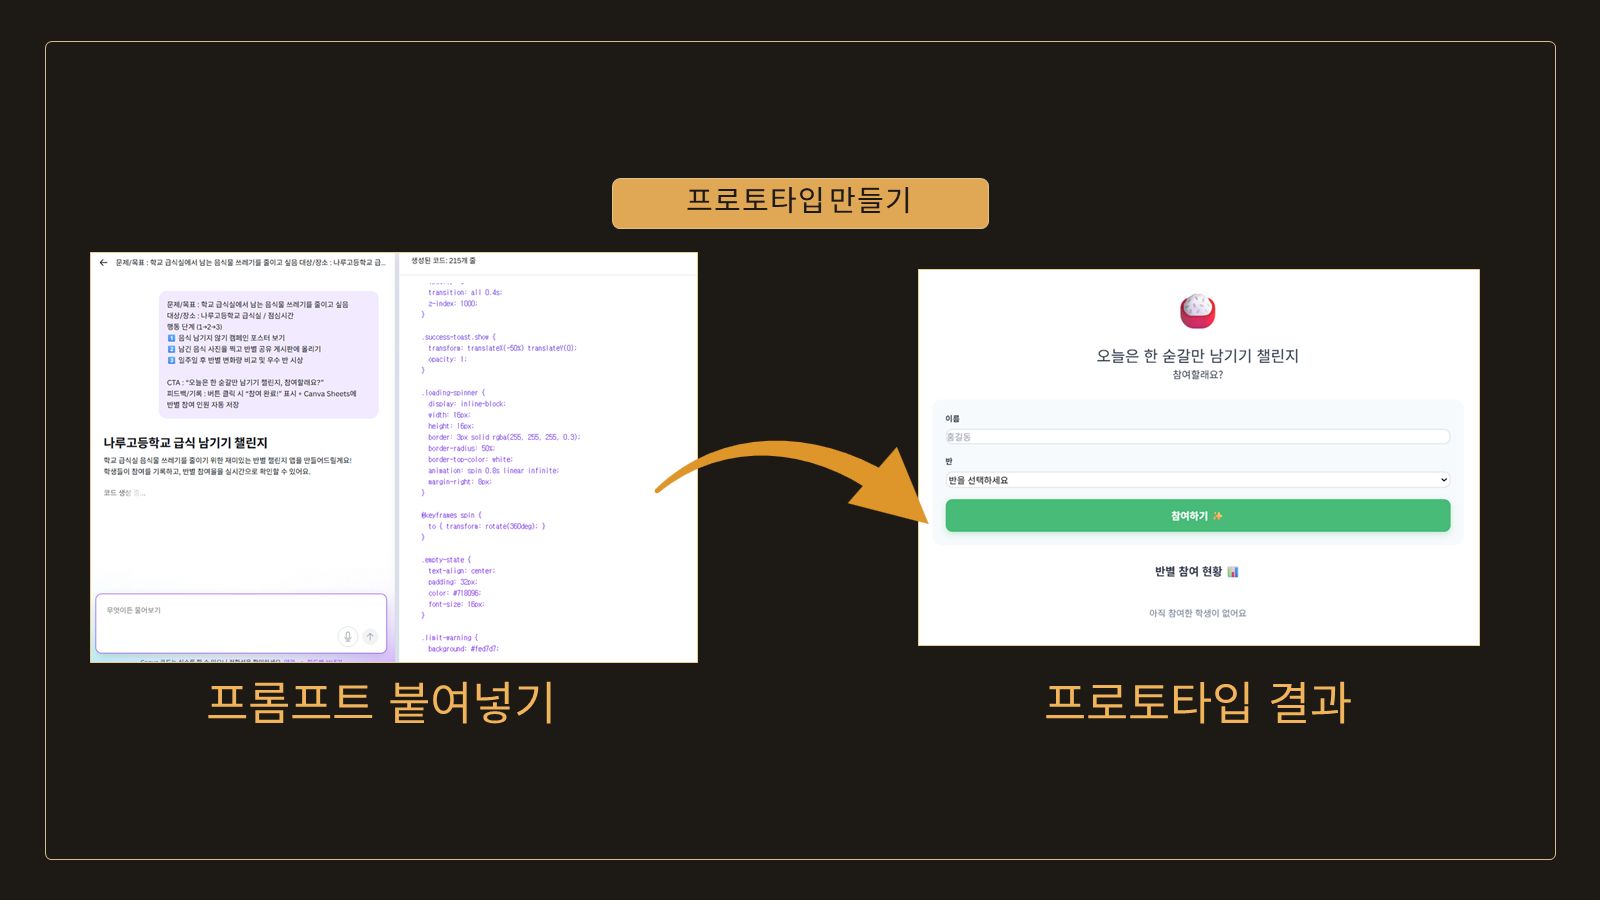 프로토타입 만들기
문제/목표 : 학교 급식실에서 남는 음식물 쓰레기를 줄이고 싶음 대상/장소 : 나루고등학교 급...
문제/목표 : 학교 급식실에서 남는 음식물 쓰레기를 줄이고 싶음
대상/장소 : 나루고등학교 급식실 / 점심시간
행동 단계 (1→2→3)
1️⃣ 음식 남기지 않기 캠페인 포스터 보기
2️⃣ 남긴 음식 사진을 찍고 반별 공유 게시판에 올리기
3️⃣ 일주일 후 반별 변화량 비교 및 우수 반 시상
CTA : “오늘은 한 숟갈만 남기기 챌린지, 참여할래요?”
피드백/기록 : 버튼 클릭 시 “참여 완료!” 표시 + Canva Sheets에
반별 참여 인원 자동 저장
나루고등학교 급식 남기기 챌린지
학교 급식실 음식물 쓰레기를 줄이기 위한 재미있는 반별 챌린지 앱을 만들어드릴게요!
학생들이 참여를 기록하고, 반별 참여율을 실시간으로 확인할 수 있어요.
코드 생성 중...
무엇이든 물어보기
생성된 코드: 215개 줄
transition: all 0.4s;
z-index: 1000;
}
.success-toast.show {
transform: translateX(-50%) translateY(0);
opacity: 1;
}
.loading-spinner {
display: inline-block;
width: 16px;
height: 16px;
border: 3px solid rgba(255, 255, 255, 0.3);
border-radius: 50%;
border-top-color: white;
animation: spin 0.8s linear infinite;
margin-right: 8px;
}
@keyframes spin {
to { transform: rotate(360deg); }
}
.empty-state {
text-align: center;
padding: 32px;
color: #718096;
font-size: 16px;
}
.limit-warning {
background: #fed7d7;
프롬프트 붙여넣기
오늘은 한 숟갈만 남기기 챌린지
참여할래요?
이름
홍길동
반
반을 선택하세요
참여하기 ✨
반별 참여 현황 📊
아직 참여한 학생이 없어요
프로토타입 결과